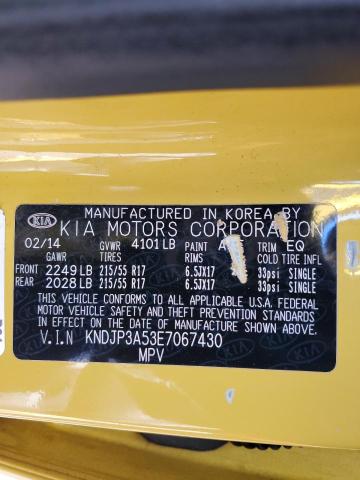 MANUFACTURED IN KOREA BY
KIA KIA MOTORS CORPORATION
02/14 GVWR 4101 LB PAINT TRIM EQ
GAWR TIRES RIMS COLD TIRE INFL
FRONT 2249 LB 215/55 R17 6.5JX17 33psi SINGLE
REAR 2028 LB 215/55 R17 6.5JX17 33psi SINGLE
THIS VEHICLE CONFORMS TO ALL APPLICABLE U.S.A. FEDERAL
MOTOR VEHICLE SAFETY AND THEFT PREVENTION STANDARDS
IN EFFECT ON THE DATE OF MANUFACTURE SHOWN ABOVE.
V.I.N KNDJP3A53E7067430
MPV